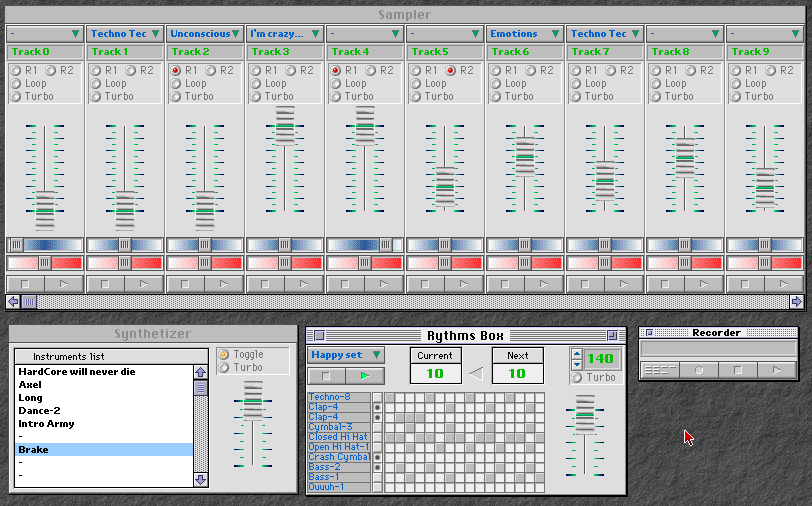 Sampler
- Techno Tec Unconscious I'm crazy... - - Emotions Techno Tec - -
Track 0 Track 1 Track 2 Track 3 Track 4 Track 5 Track 6 Track 7 Track 8 Track 9
R1 R2 R1 R2 R1 R2 R1 R2 R1 R2 R1 R2 R1 R2 R1 R2 R1 R2 R1 R2
Loop Loop Loop Loop Loop Loop Loop Loop Loop Loop
Turbo Turbo Turbo Turbo Turbo Turbo Turbo Turbo Turbo Turbo
Synthetizer
Instruments list
HardCore will never die
Axel
Long
Dance-2
Intro Army
-
Brake
-
-
Toggle
Turbo
Rythms Box
Happy set
Current
10
Next
10
140
Turbo
Techno-8
Clap-4
Clap-4
Cymbal-3
Closed Hi Hat
Open Hi Hat-1
Crash Cymbal
Bass-2
Bass-1
Ouuuh-1
Recorder